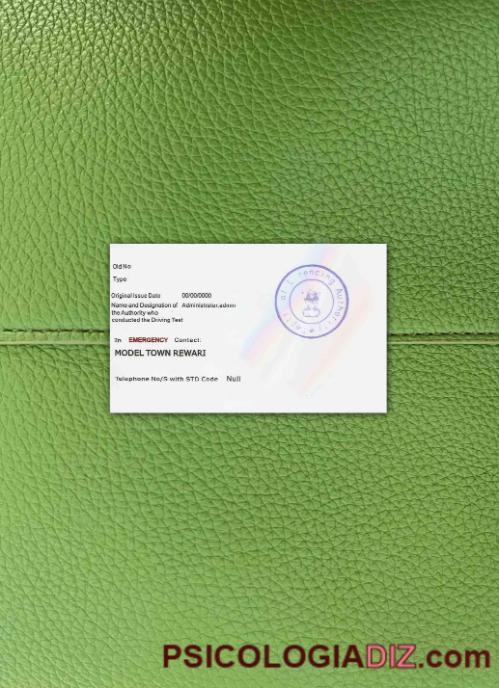 Old No
Type
Original Issue Date 00/00/0000
Name and Designation of Administrator,admin
the Authority who
conducted the Driving Test
In EMERGENCY Contact:
MODEL TOWN REWARI
Telephone No/S with STD Code Null
Licencing Authority
PSICOLOGIADIZ.com